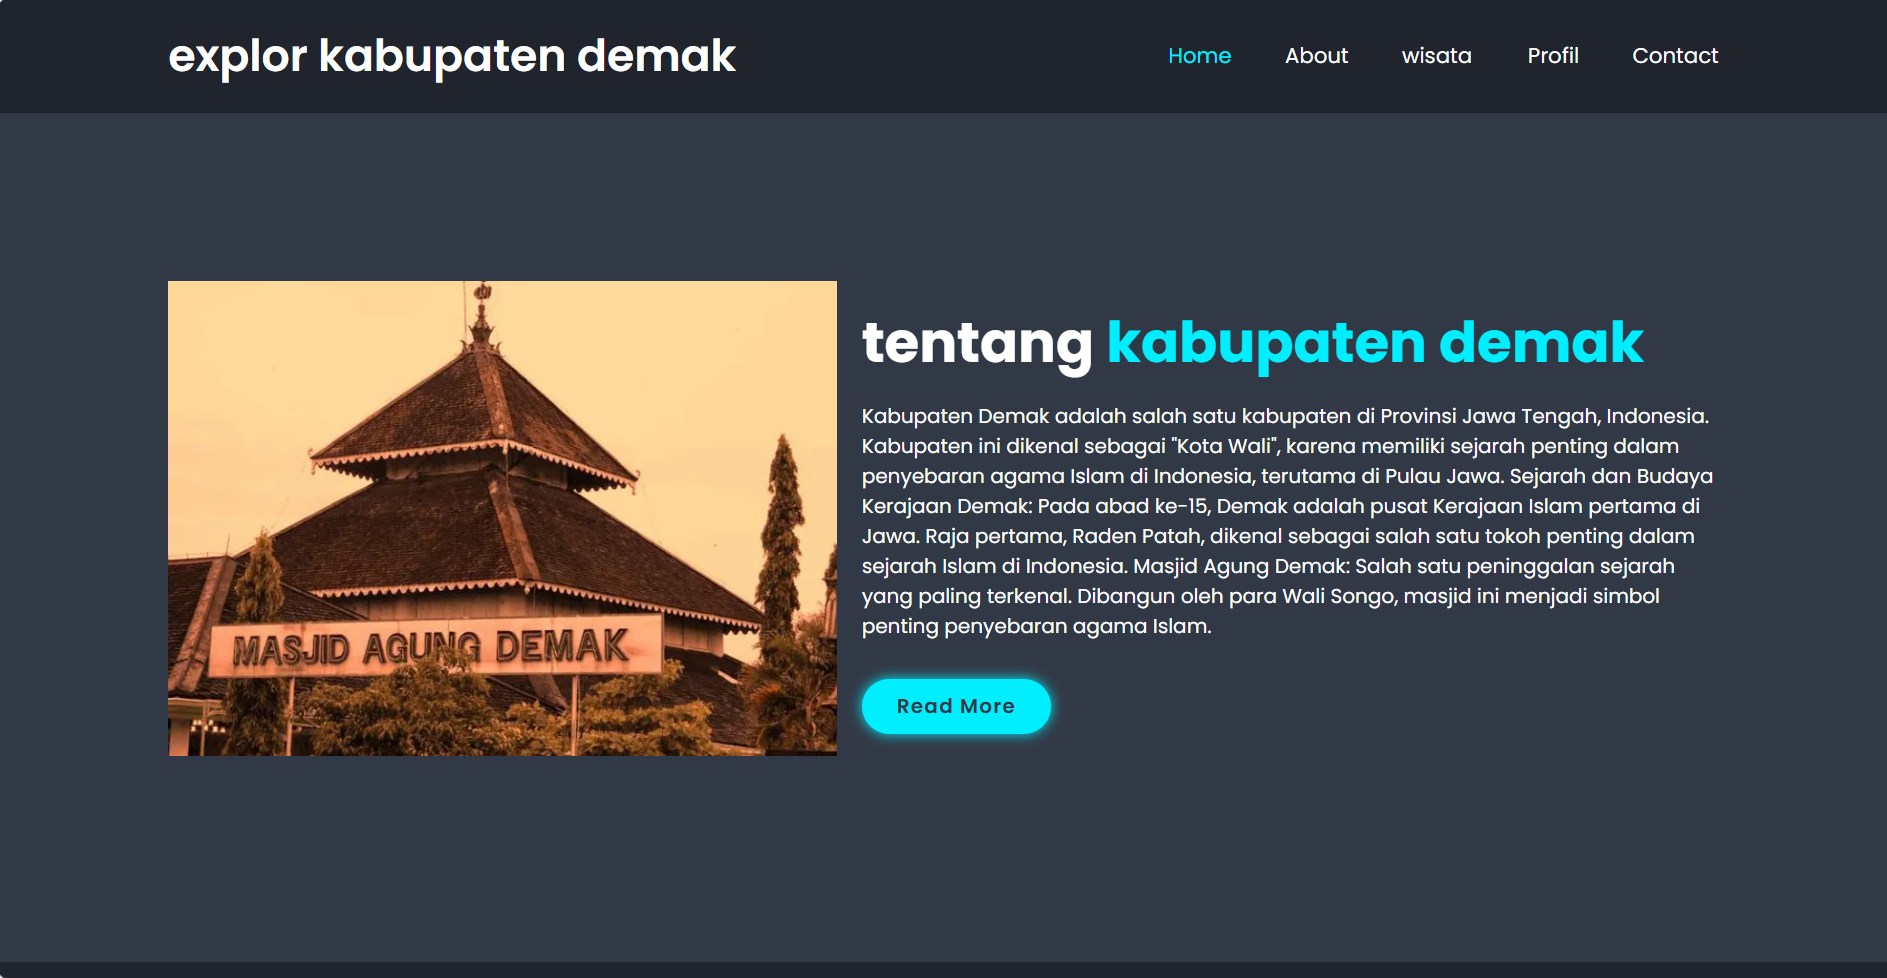 explor kabupaten demak
Home
About
wisata
Profil
Contact
MASJID AGUNG DEMAK
tentang kabupaten demak
Kabupaten Demak adalah salah satu kabupaten di Provinsi Jawa Tengah, Indonesia.
Kabupaten ini dikenal sebagai "Kota Wali", karena memiliki sejarah penting dalam
penyebaran agama Islam di Indonesia, terutama di Pulau Jawa. Sejarah dan Budaya
Kerajaan Demak: Pada abad ke-15, Demak adalah pusat Kerajaan Islam pertama di
Jawa. Raja pertama, Raden Patah, dikenal sebagai salah satu tokoh penting dalam
sejarah Islam di Indonesia. Masjid Agung Demak: Salah satu peninggalan sejarah
yang paling terkenal. Dibangun oleh para Wali Songo, masjid ini menjadi simbol
penting penyebaran agama Islam.
Read More